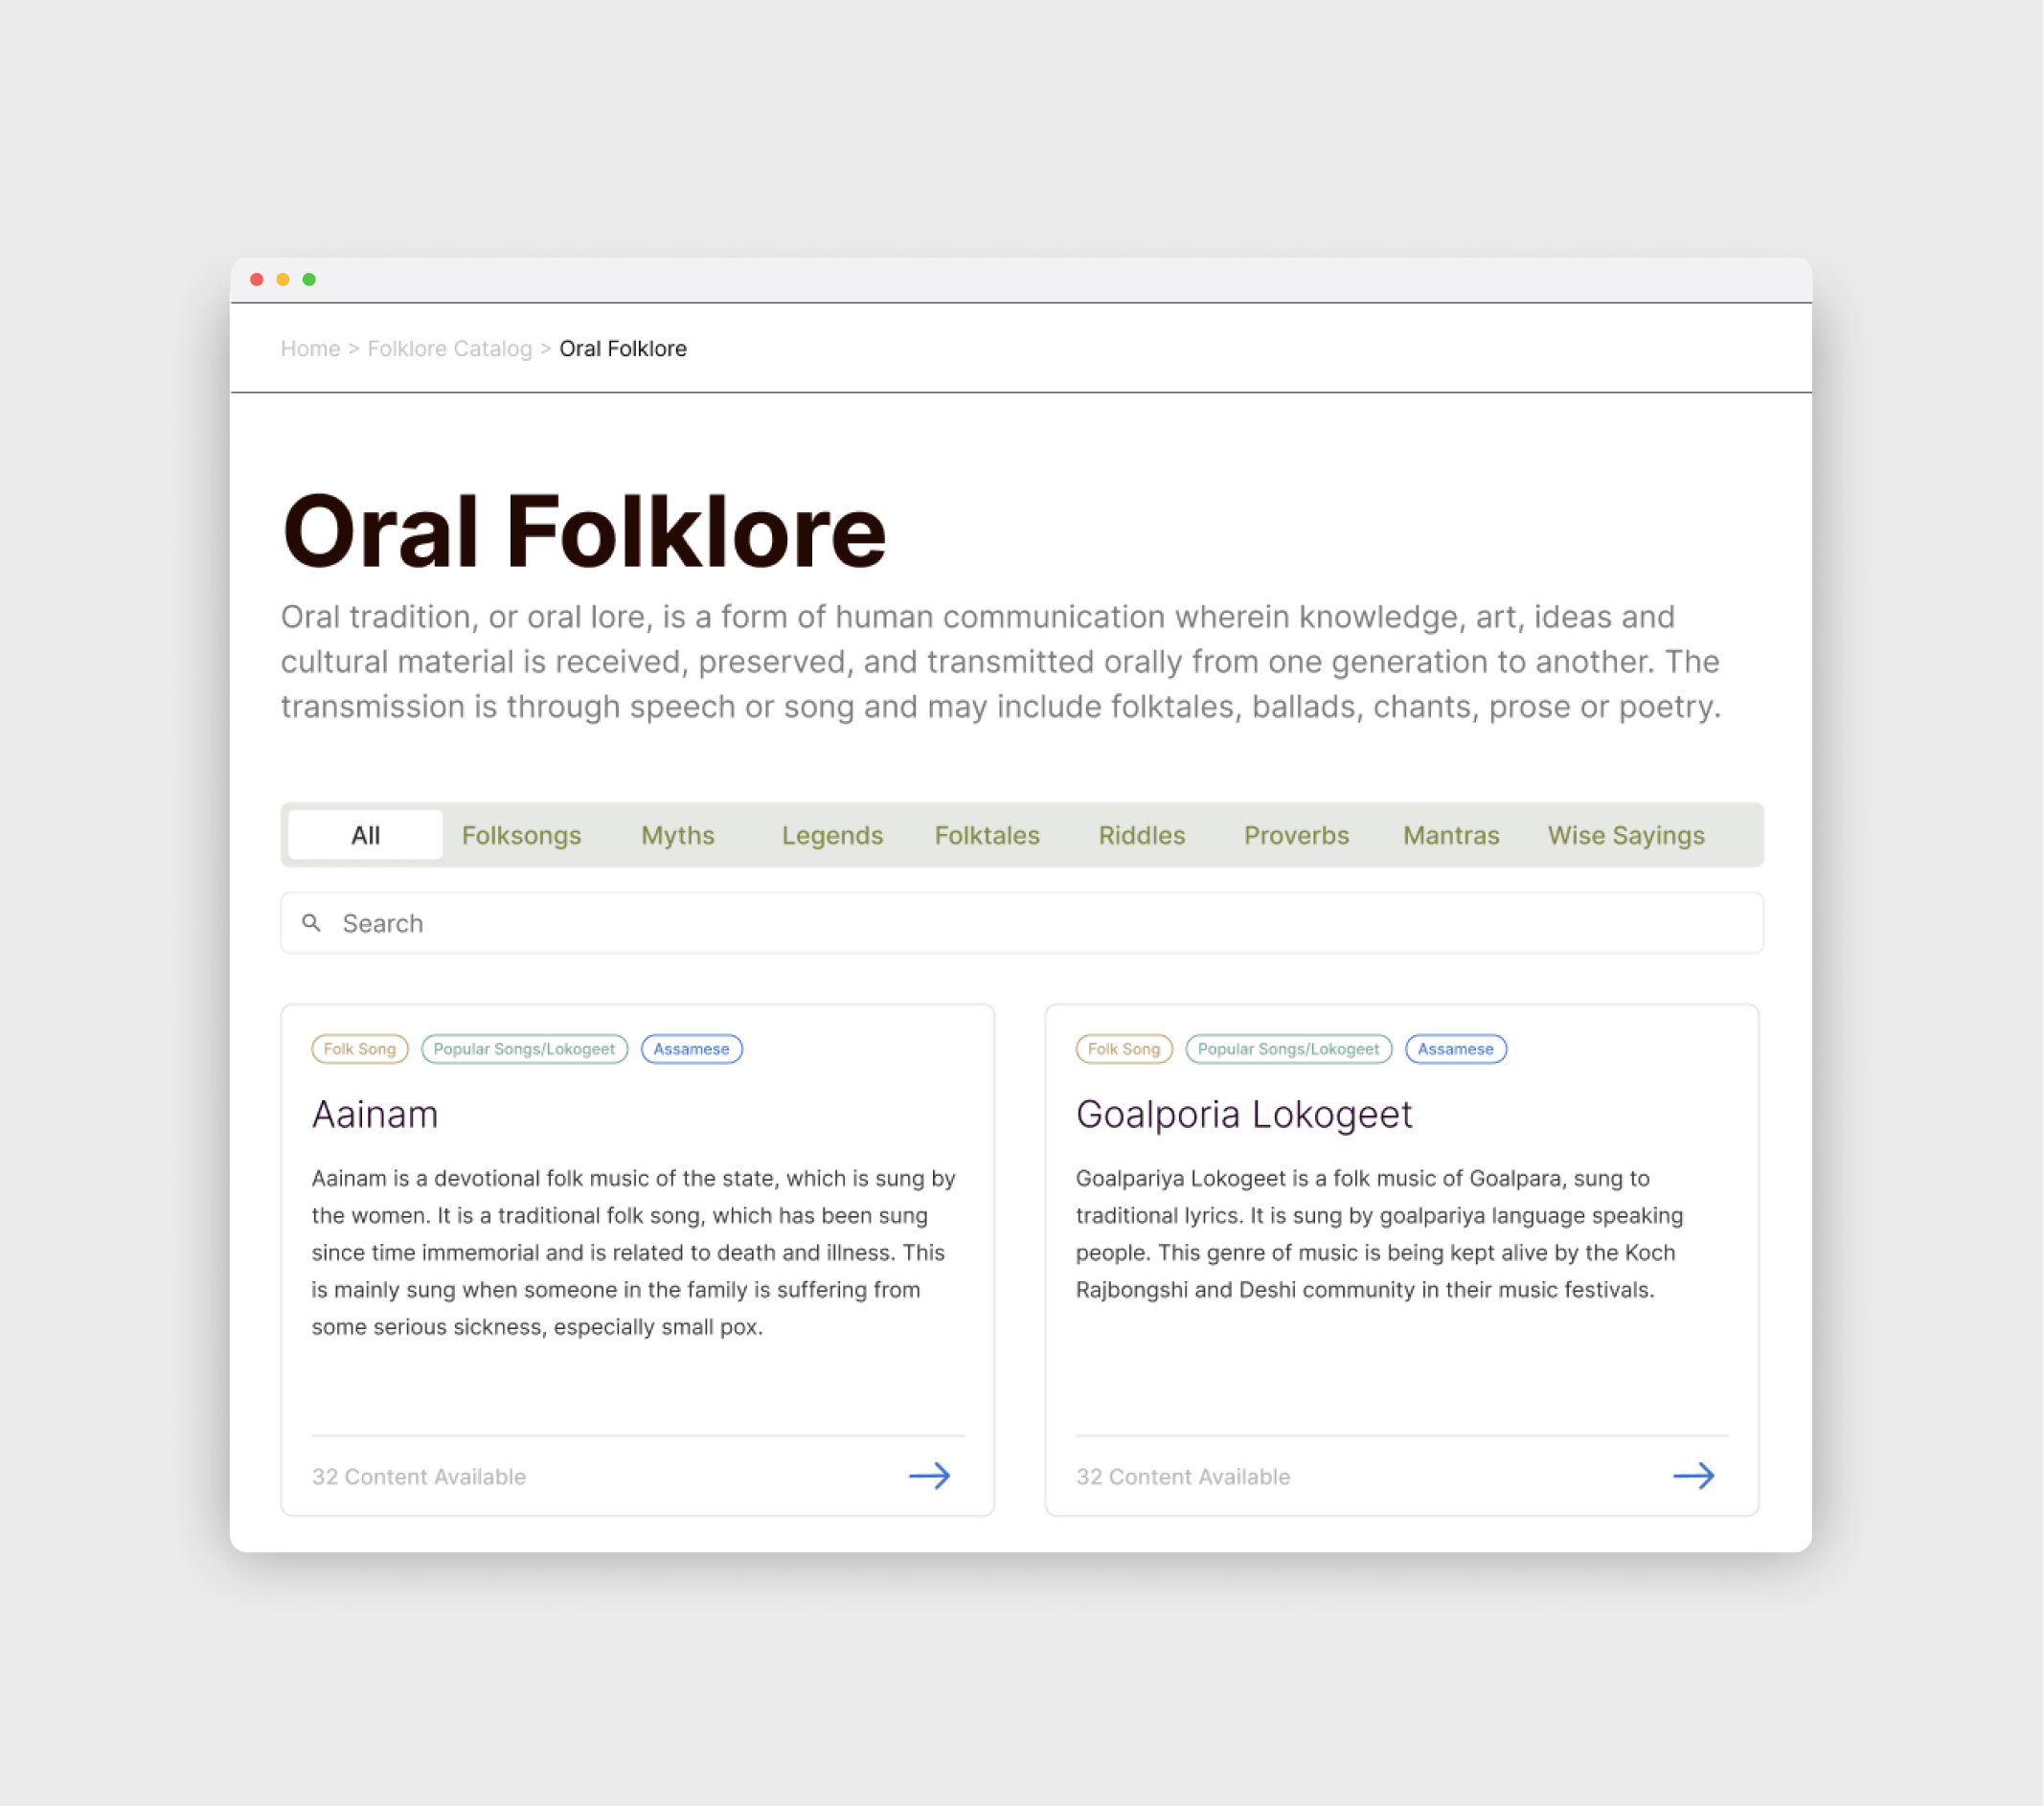 Home > Folklore Catalog > Oral Folklore
Oral Folklore
Oral tradition, or oral lore, is a form of human communication wherein knowledge, art, ideas and
cultural material is received, preserved, and transmitted orally from one generation to another. The
transmission is through speech or song and may include folktales, ballads, chants, prose or poetry.
All Folksongs Myths Legends Folktales Riddles Proverbs Mantras Wise Sayings
Search
Folk Song Popular Songs/Lokogeet Assamese
Aainam
Aainam is a devotional folk music of the state, which is sung by
the women. It is a traditional folk song, which has been sung
since time immemorial and is related to death and illness. This
is mainly sung when someone in the family is suffering from
some serious sickness, especially small pox.
32 Content Available
Folk Song Popular Songs/Lokogeet Assamese
Goalporia Lokogeet
Goalpariya Lokogeet is a folk music of Goalpara, sung to
traditional lyrics. It is sung by goalpariya language speaking
people. This genre of music is being kept alive by the Koch
Rajbongshi and Deshi community in their music festivals.
32 Content Available